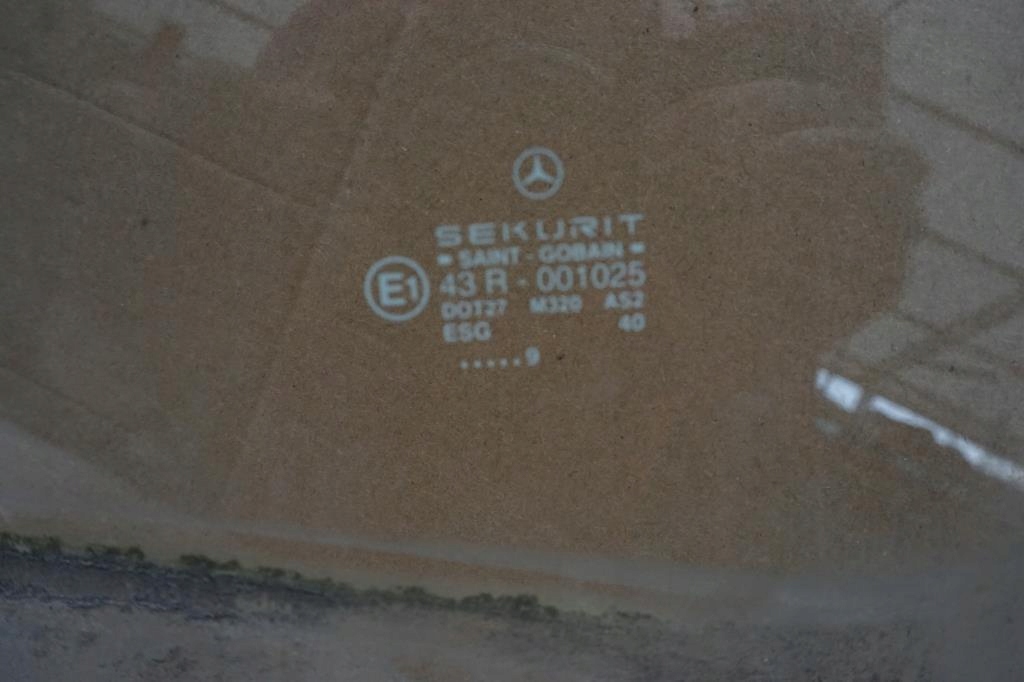 SEKURIT
SAINT - GOBAIN
E1 43 R - 001025
DOT27 M320 AS2
ESG 40
.....9